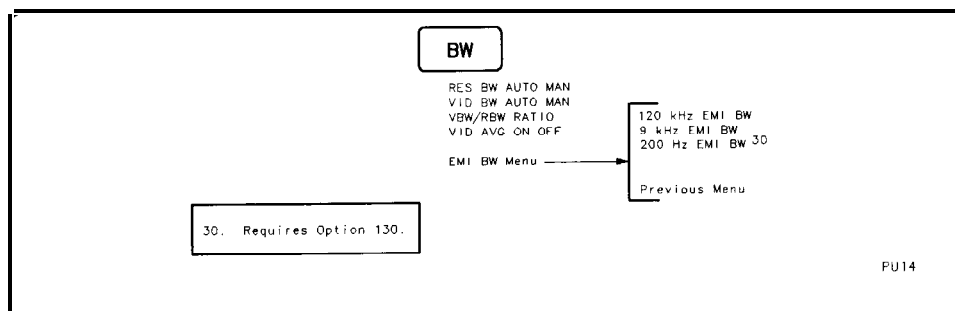 BW
RES BW AUTO MAN
VID BW AUTO MAN
VBW/RBW RATIO
VID AVG ON OFF
EMI BW Menu
120 kHz EMI BW
9 kHz EMI BW
200 Hz EMI BW 30
Previous Menu
30. Requires Option 130.
PU14